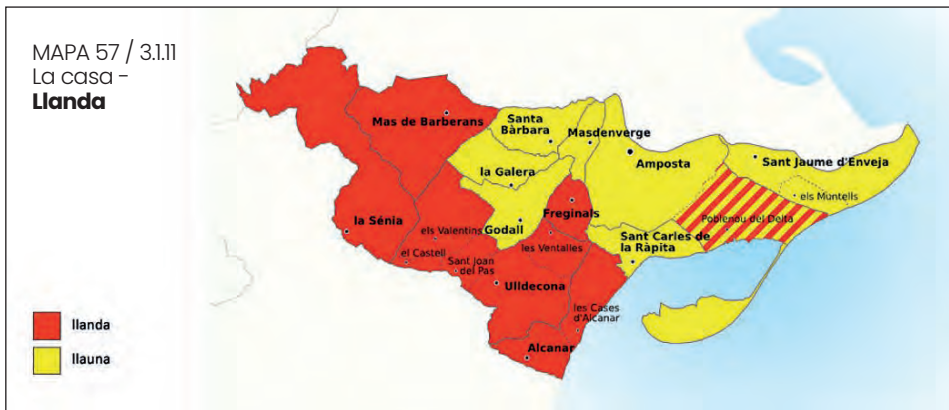 MAPA 57 / 3.1.11
La casa -
Llanda
Mas de Barberans
Santa
Bàrbara
Masdenverge
Amposta
Sant Jaume d'Enveja
els Muntells
la Galera
Poblenou del Delta
la Sénia
els Valentins
Godall
Freginals
Sant Carles de
la Ràpita
les Ventalles
el Castell
Sant Joan
del Pas
Ulldecona
les Cases
d'Alcanar
Alcanar
llanda
llauna